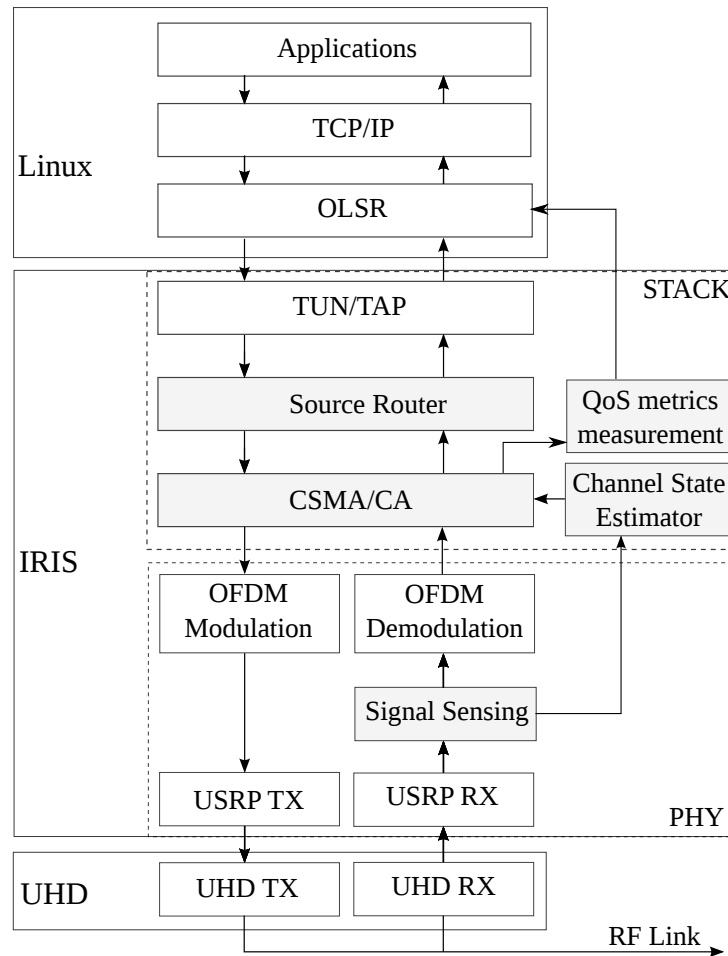 Applications
TCP/IP
Linux
OLSR
STACK
TUN/TAP
Source Router
QoS metrics
measurement
CSMA/CA
Channel State
Estimator
IRIS
OFDM
Modulation
OFDM
Demodulation
Signal Sensing
USRP TX
USRP RX
PHY
UHD
UHD TX
UHD RX
RF Link